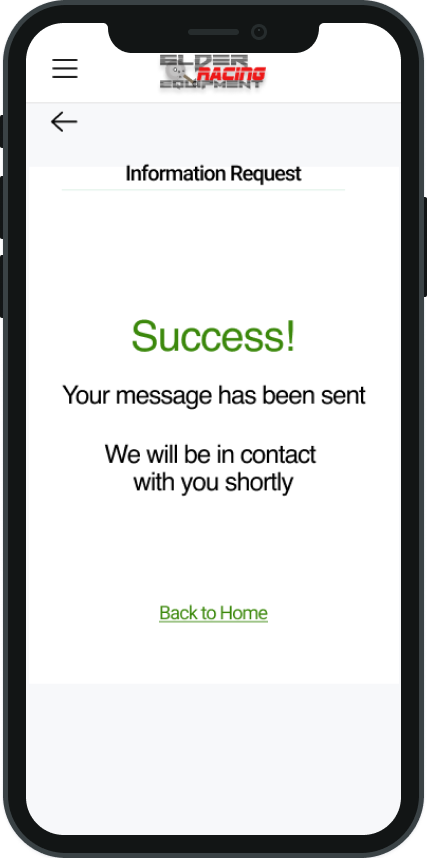 ELDER
RACING
EQUIPMENT
Information Request
Success!
Your message has been sent
We will be in contact
with you shortly
Back to Home